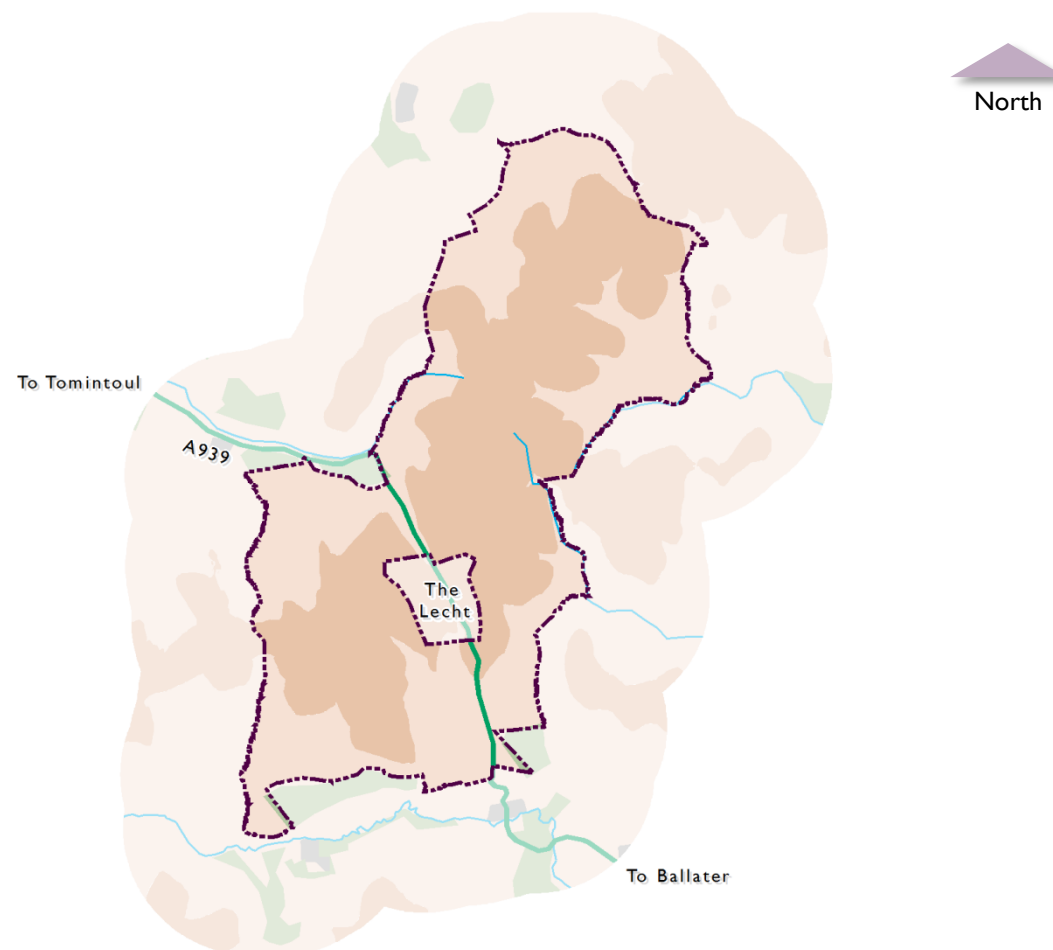 North
To Tomintoul
A939
The
Lecht
To Ballater